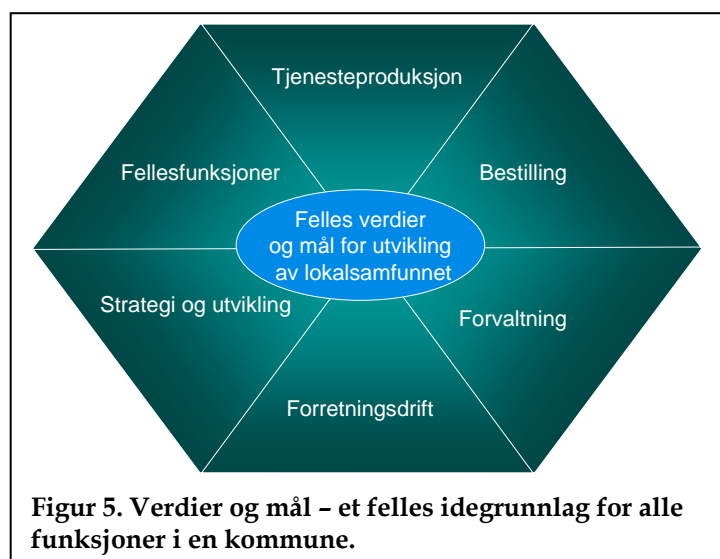 Tjenesteproduksjon
Fellesfunksjoner
Bestilling
Felles verdier
og mål for utvikling
av lokalsamfunnet
Strategi og utvikling
Forvaltning
Forretningsdrift
Figur 5. Verdier og mål – et felles idegrunnlag for alle
funksjoner i en kommune.